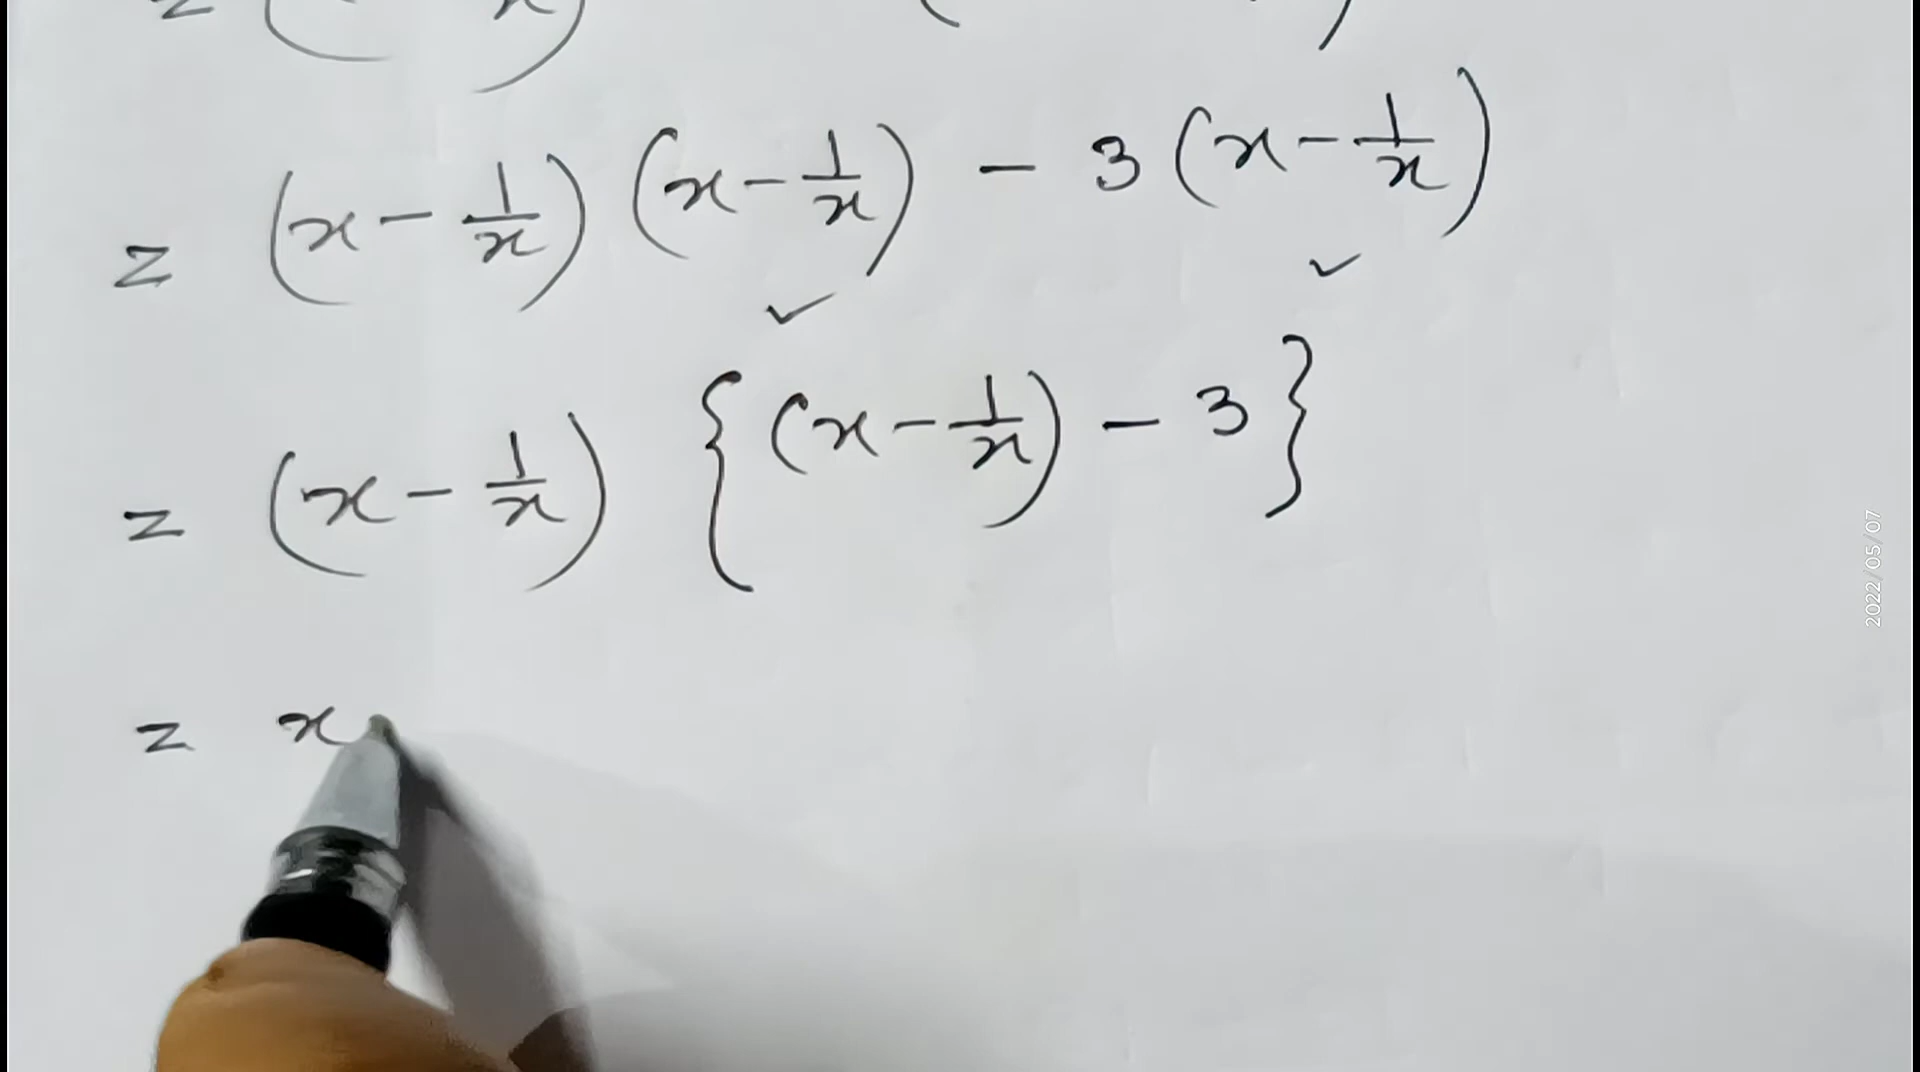 = (x - 1/x) (x - 1/x) - 3 (x - 1/x)
= (x - 1/x) {(x - 1/x) - 3}
= x
2022/05/07